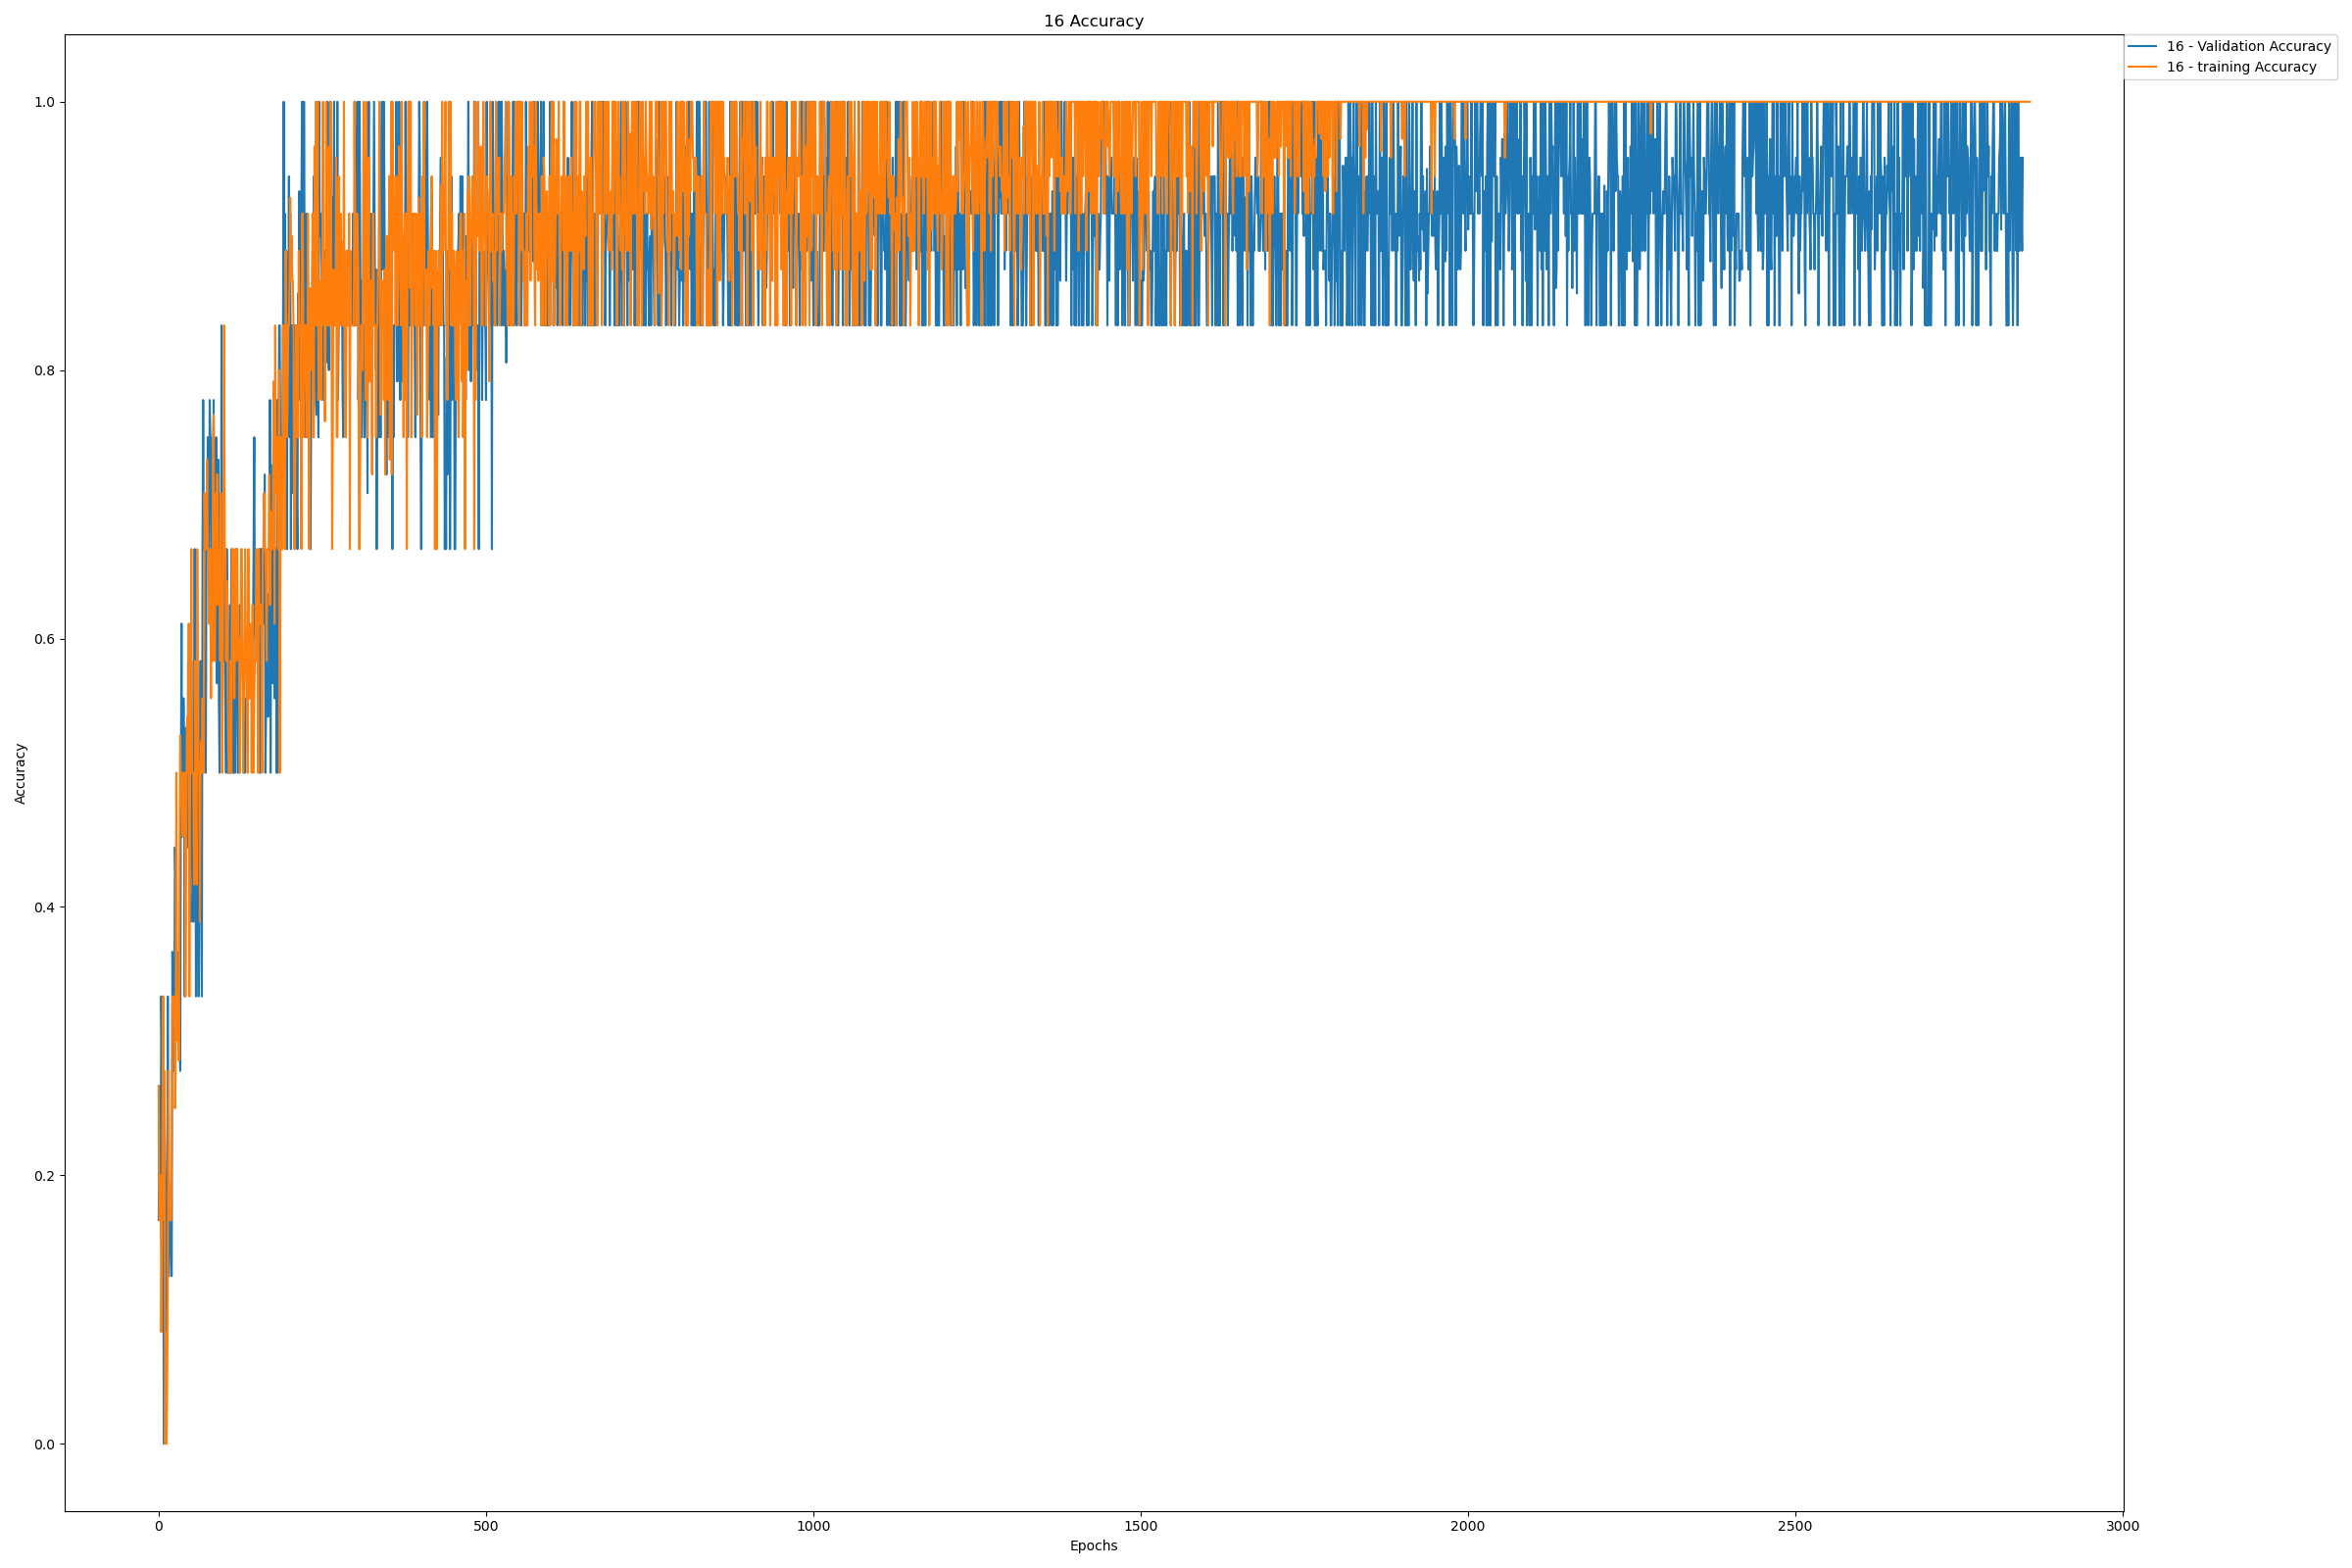 16 Accuracy
16 - Validation Accuracy
16 - training Accuracy
1.0
0.8
0.6
0.4
0.2
0.0
Accuracy
0 500 1000 1500 2000 2500 3000
Epochs